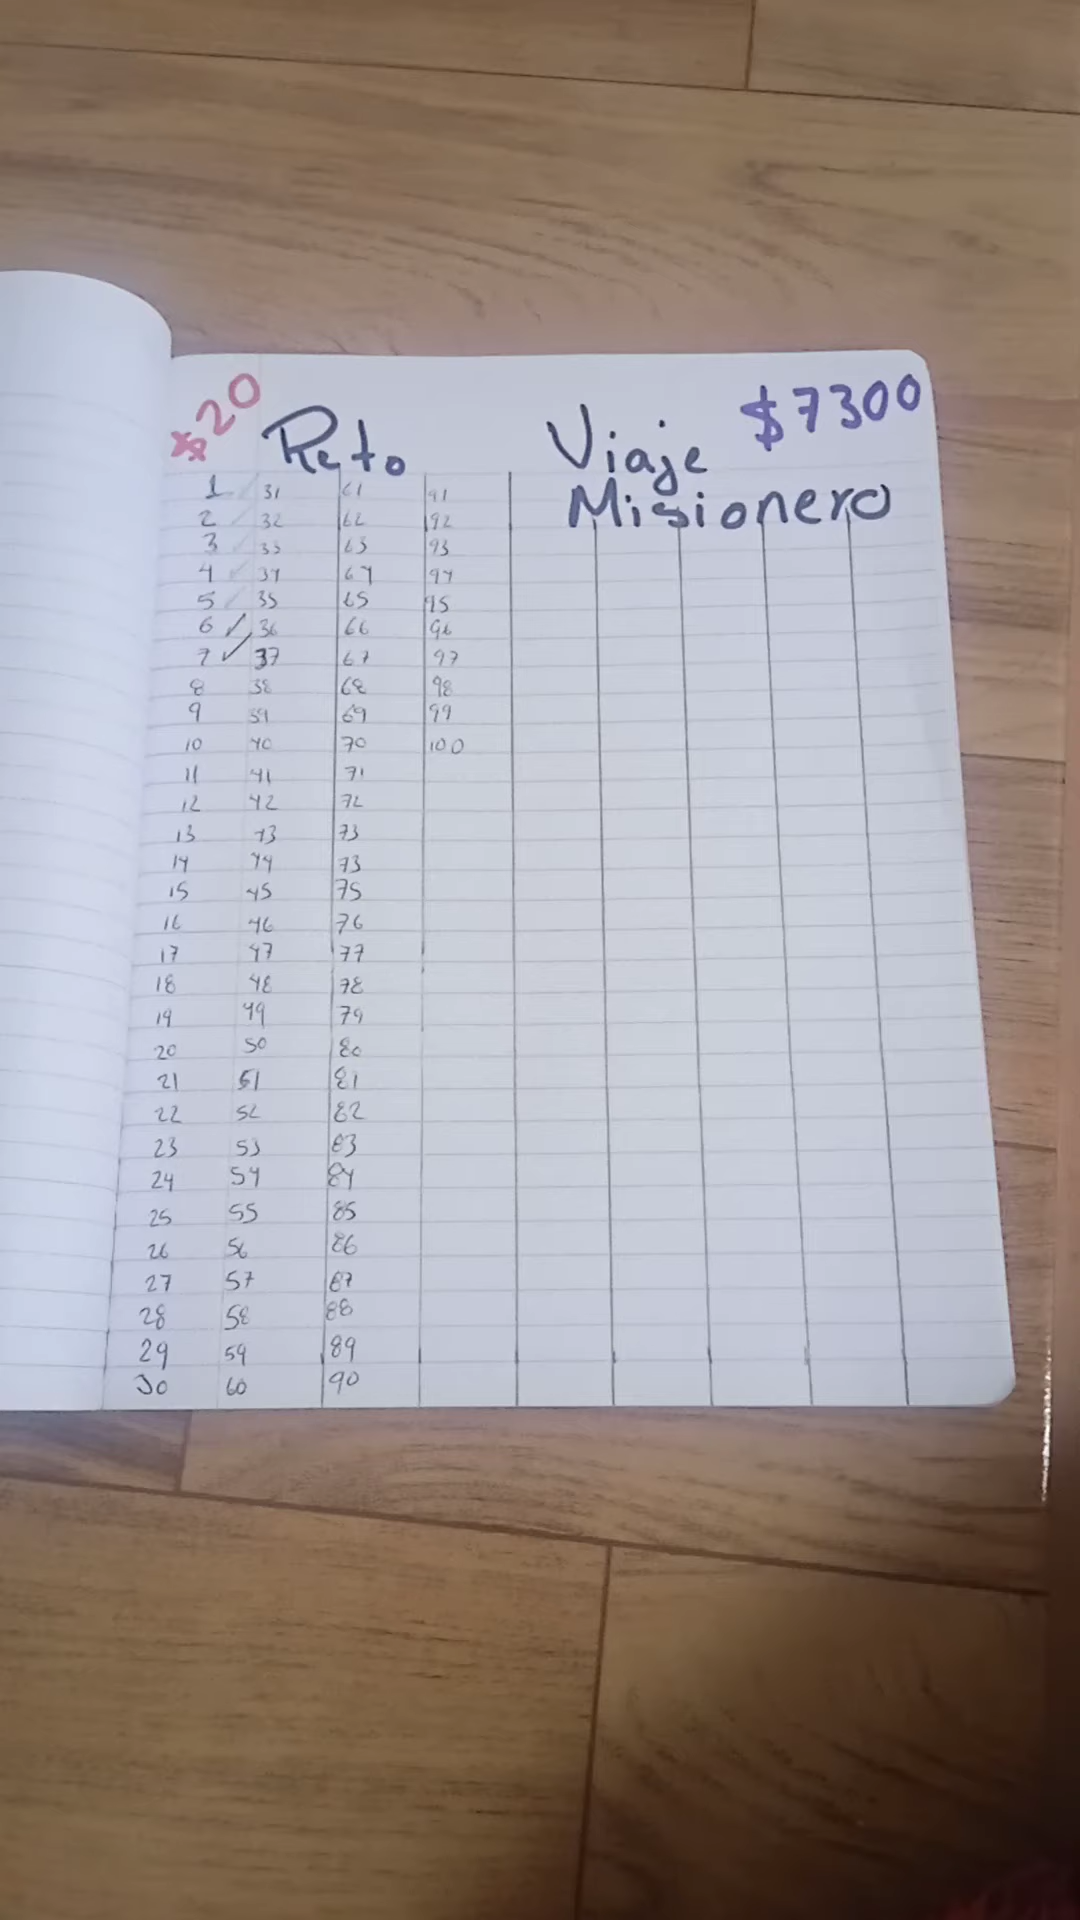 $20 Reto Viaje $7300
Misionero
1 ✓ 31 61 91
2 ✓ 32 62 92
3 ✓ 33 63 93
4 ✓ 34 64 94
5 ✓ 35 65 95
6 ✓ 36 66 96
7 ✓ 37 67 97
8 38 68 98
9 39 69 99
10 40 70 100
11 41 71
12 42 72
13 43 73
14 44 73
15 45 75
16 46 76
17 47 77
18 48 78
19 49 79
20 50 80
21 51 81
22 52 82
23 53 83
24 54 84
25 55 85
26 56 86
27 57 87
28 58 88
29 59 89
30 60 90